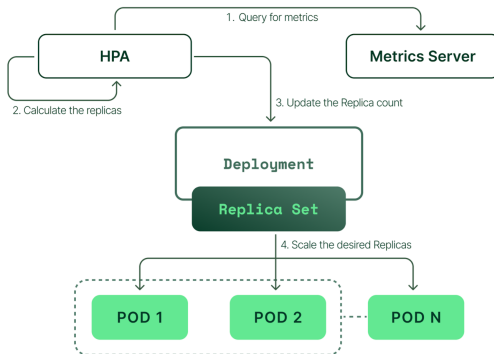 1. Query for metrics
HPA
Metrics Server
2. Calculate the replicas
3. Update the Replica count
Deployment
Replica Set
4. Scale the desired Replicas
POD 1
POD 2
POD N